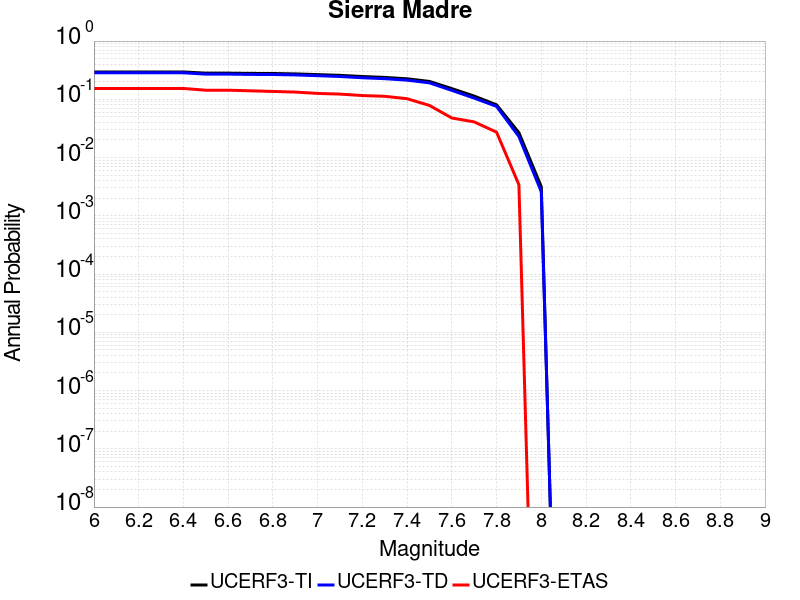 Sierra Madre
10^0
10^-1
10^-2
10^-3
10^-4
10^-5
10^-6
10^-7
10^-8
Annual Probability
6 6.2 6.4 6.6 6.8 7 7.2 7.4 7.6 7.8 8 8.2 8.4 8.6 8.8 9
Magnitude
UCERF3-TI UCERF3-TD UCERF3-ETAS